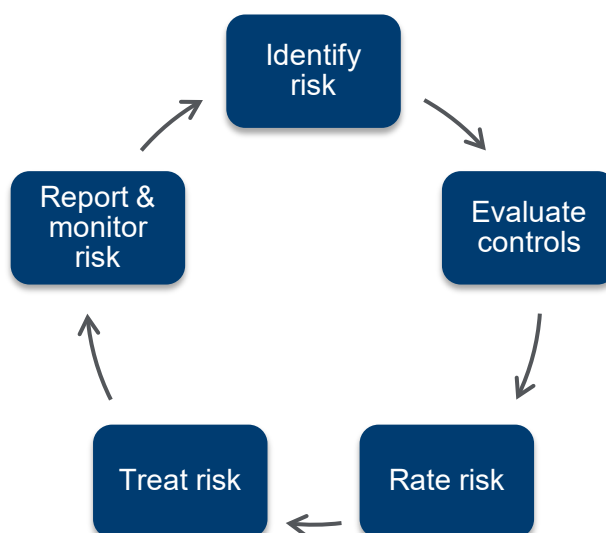 Identify
risk
Evaluate
controls
Rate risk
Treat risk
Report &
monitor
risk